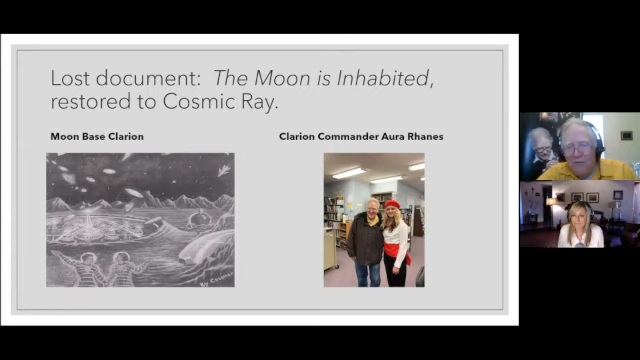 Lost document: The Moon is Inhabited,
restored to Cosmic Ray.
Moon Base Clarion
Clarion Commander Aura Rhanes